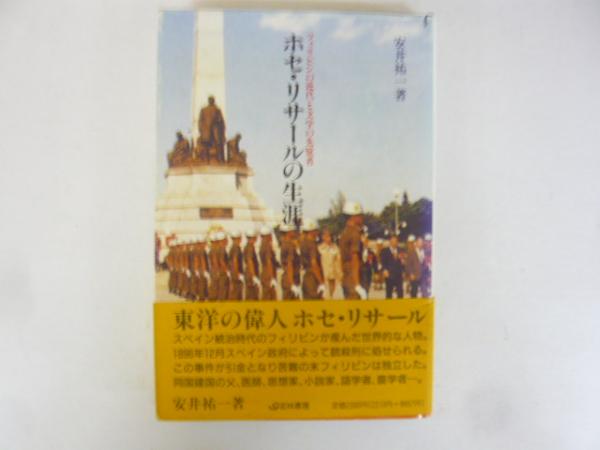 安井祐一著
ホセ・リサールの生涯
フィリピンの近代と文学の先覚者
東洋の偉人 ホセ・リサール
スペイン統治時代のフィリピンが産んだ世界的な人物。
1896年12月スペイン政府によって銃殺刑に処せられる。
この事件が引金となり苦難の末フィリピンは独立した。
同国建国の父、医師、思想家、小説家、語学者、農学者…。
安井祐一著